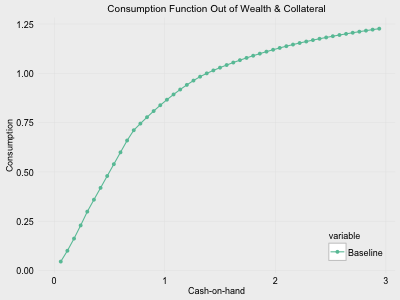 Consumption Function Out of Wealth & Collateral
1.25
1.00
0.75
0.50
0.25
0.00
Consumption
0
1
2
3
Cash-on-hand
variable
Baseline